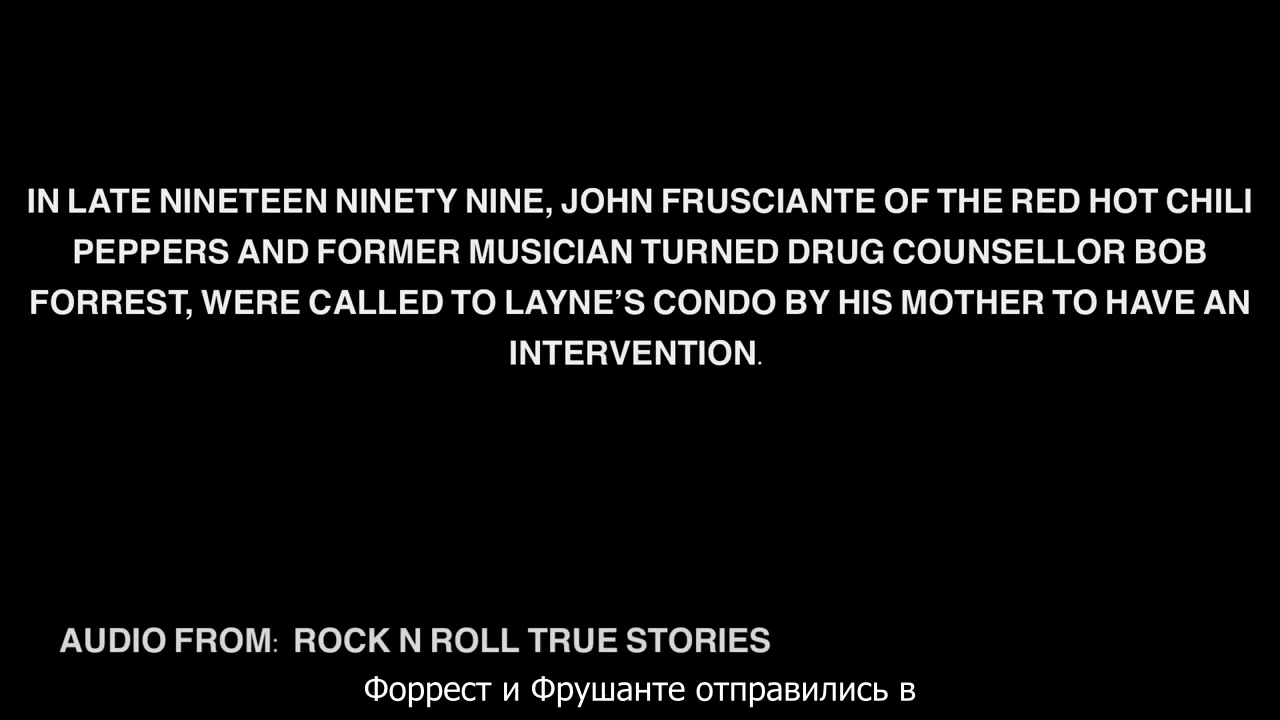 IN LATE NINETEEN NINETY NINE, JOHN FRUSCIANTE OF THE RED HOT CHILI
PEPPERS AND FORMER MUSICIAN TURNED DRUG COUNSELLOR BOB
FORREST, WERE CALLED TO LAYNE’S CONDO BY HIS MOTHER TO HAVE AN
INTERVENTION.
AUDIO FROM: ROCK N ROLL TRUE STORIES
Форрест и Фрушанте отправились в